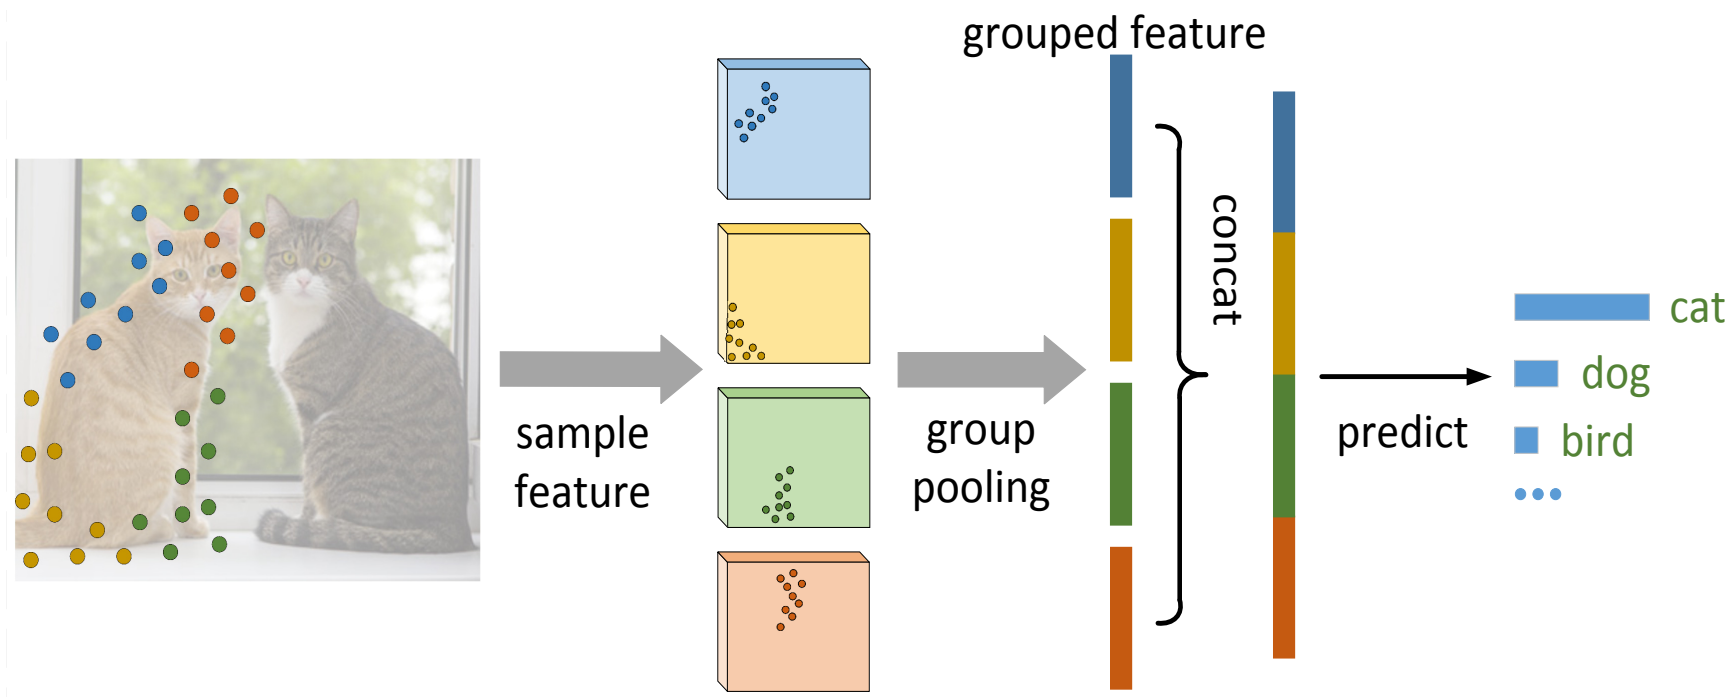 grouped feature
sample
feature
group
pooling
concat
predict
cat
dog
bird